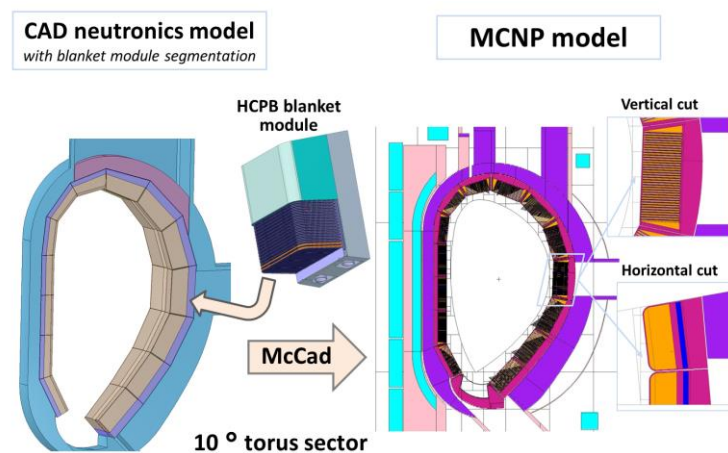 CAD neutronics model
with blanket module segmentation
MCNP model
HCPB blanket
module
Vertical cut
Horizontal cut
McCad
10 ° torus sector